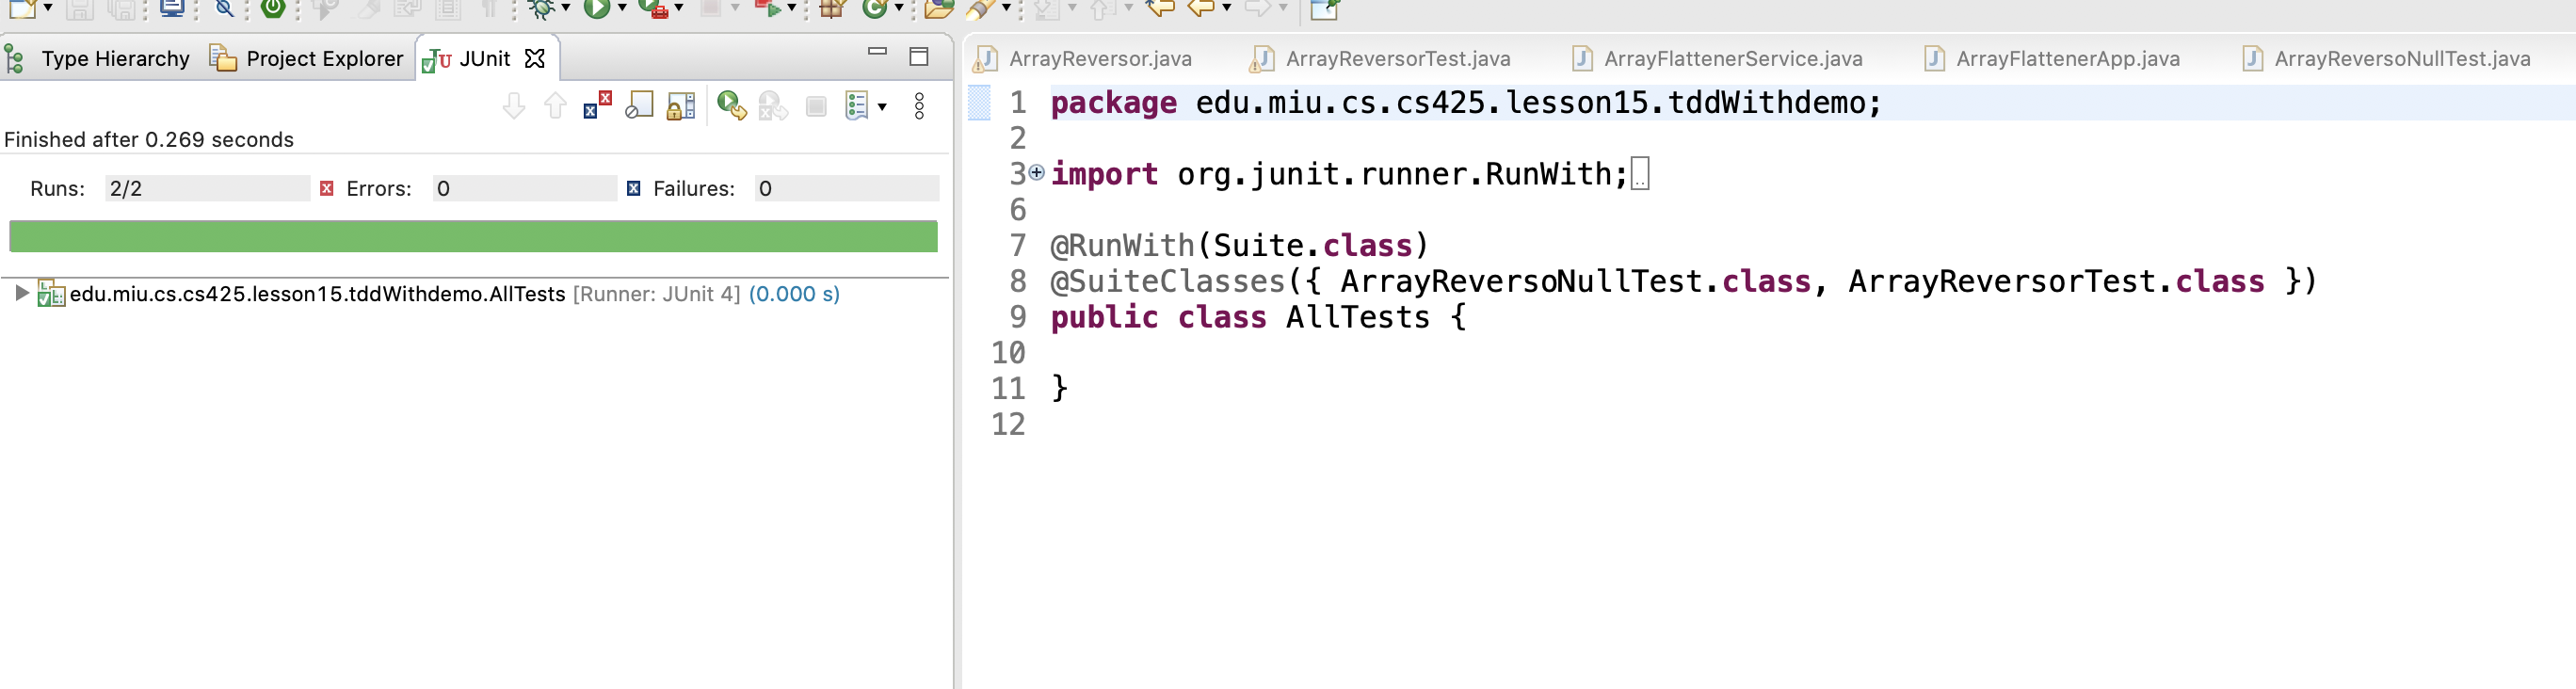 Type Hierarchy Project Explorer JUnit
Finished after 0.269 seconds
Runs: 2/2 Errors: 0 Failures: 0
edu.miu.cs.cs425.lesson15.tddWithdemo.AllTests [Runner: JUnit 4] (0.000 s)
ArrayReversor.java ArrayReversorTest.java ArrayFlattenerService.java ArrayFlattenerApp.java ArrayReversoNullTest.java
1 package edu.miu.cs.cs425.lesson15.tddWithdemo;
2
3 import org.junit.runner.RunWith;
6
7 @RunWith(Suite.class)
8 @SuiteClasses({ ArrayReversoNullTest.class, ArrayReversorTest.class })
9 public class AllTests {
10
11 }
12